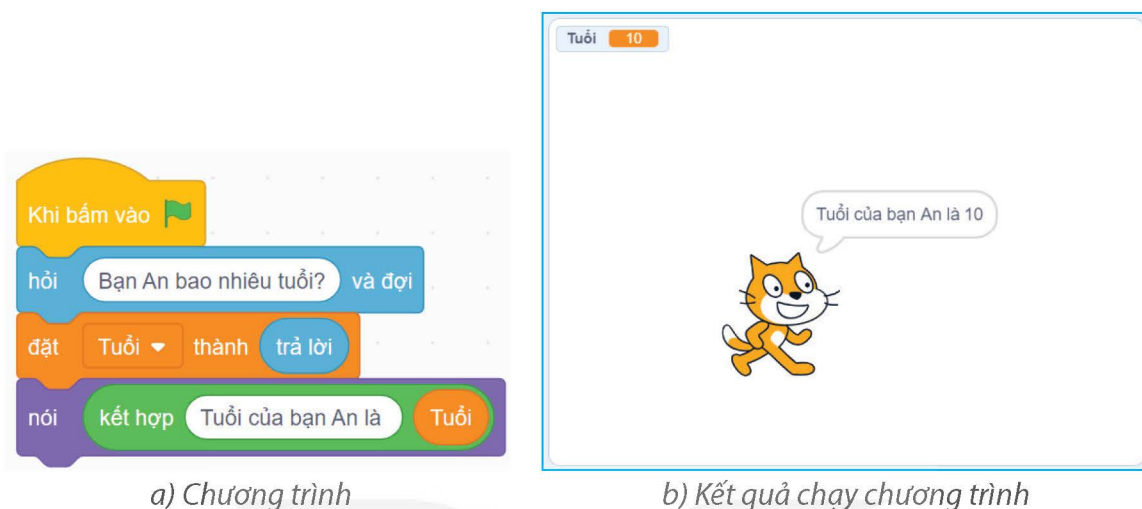 Khi bấm vào
hỏi Bạn An bao nhiêu tuổi? và đợi
đặt Tuổi thành trả lời
nói kết hợp Tuổi của bạn An là Tuổi
a) Chương trình
Tuổi 10
Tuổi của bạn An là 10
b) Kết quả chạy chương trình